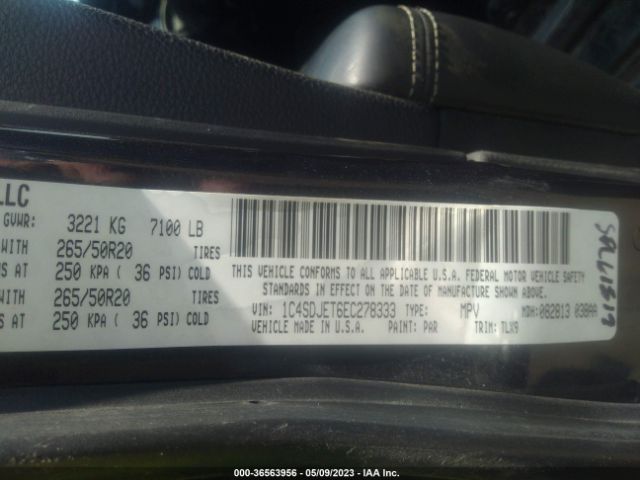 LLC
GVWR: 3221 KG 7100 LB
WITH 265/50R20 TIRES
S AT 250 KPA ( 36 PSI) COLD
WITH 265/50R20 TIRES
S AT 250 KPA ( 36 PSI) COLD
THIS VEHICLE CONFORMS TO ALL APPLICABLE U.S.A. FEDERAL MOTOR VEHICLE SAFETY
STANDARDS IN EFFECT ON THE DATE OF MANUFACTURE SHOWN ABOVE.
VIN: 1C4SDJET6EC278333 TYPE: MPV MDH: 082813 038AA
VEHICLE MADE IN U.S.A. PAINT: PAR TRIM: TLX9
000-36563956 - 05/09/2023 - IAA Inc.